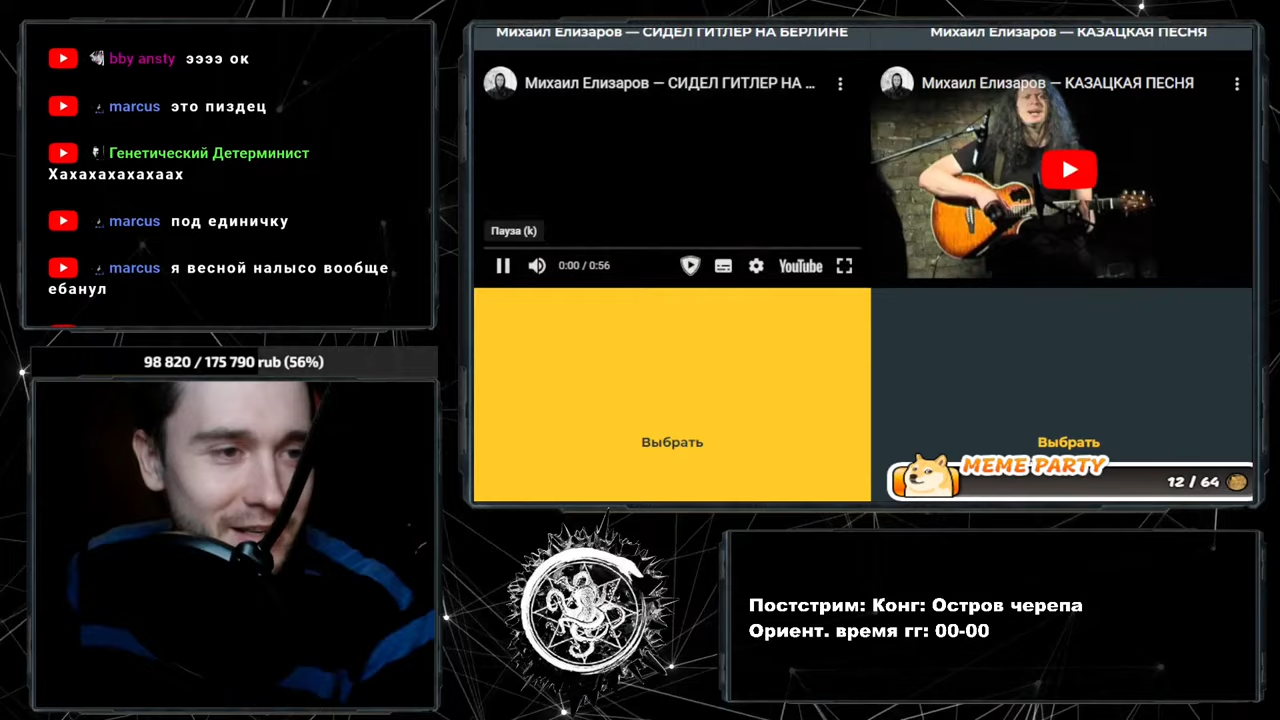 bby ansty ээээ ок
marcus это пиздец
Генетический Детерминист
Хахахахахахаах
marcus под единичку
marcus я весной налысо вообще
ебанул
98 820 / 175 790 rub (56%)
Михаил Елизаров — СИДЕЛ ГИТЛЕР НА БЕРЛИНЕ
Михаил Елизаров — КАЗАЦКАЯ ПЕСНЯ
Михаил Елизаров — СИДЕЛ ГИТЛЕР НА ...
Михаил Елизаров — КАЗАЦКАЯ ПЕСНЯ
Пауза (k)
0:00 / 0:56
YouTube
Выбрать
Выбрать
MEME PARTY
12 / 64
Постстрим: Конг: Остров черепа
Ориент. время гг: 00-00